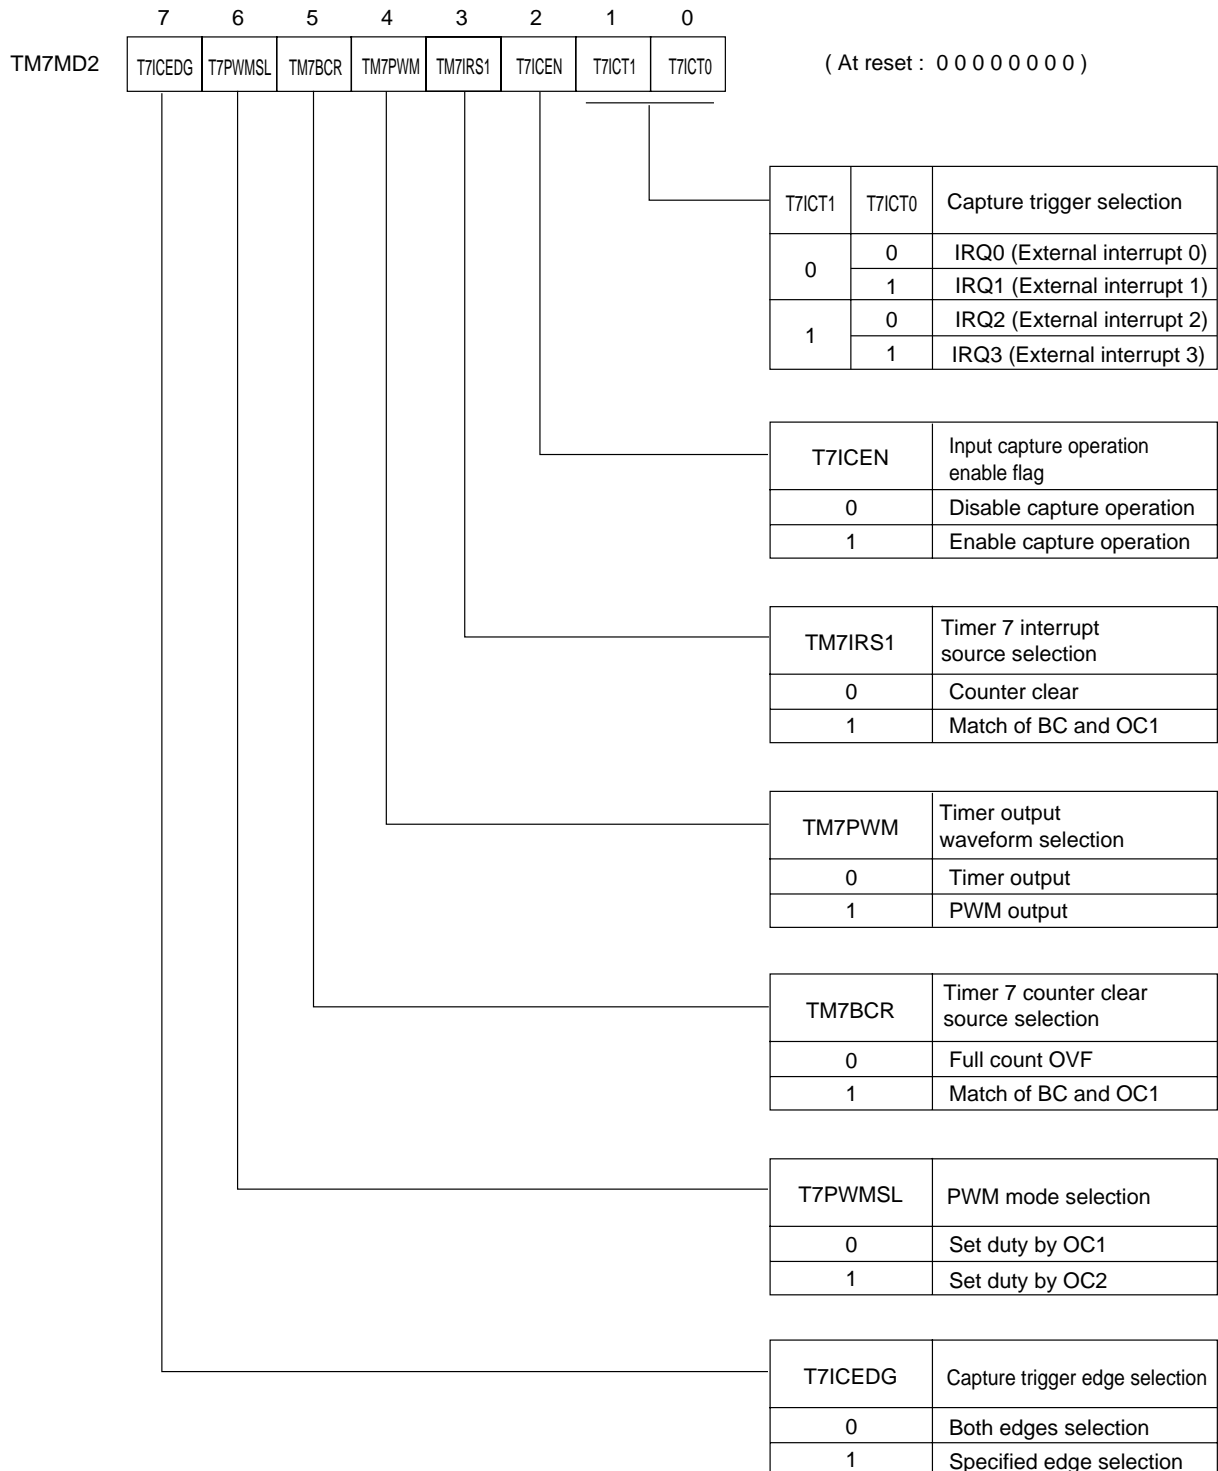 7 6 5 4 3 2 1 0
TM7MD2 T7ICEDG T7PWMSL TM7BCR TM7PWM TM7IRS1 T7ICEN T7ICT1 T7ICT0 ( At reset : 0 0 0 0 0 0 0 0 )
T7ICT1 T7ICT0 Capture trigger selection
0 0 IRQ0 (External interrupt 0)
1 IRQ1 (External interrupt 1)
1 0 IRQ2 (External interrupt 2)
1 IRQ3 (External interrupt 3)
T7ICEN Input capture operation
enable flag
0 Disable capture operation
1 Enable capture operation
TM7IRS1 Timer 7 interrupt
source selection
0 Counter clear
1 Match of BC and OC1
TM7PWM Timer output
waveform selection
0 Timer output
1 PWM output
TM7BCR Timer 7 counter clear
source selection
0 Full count OVF
1 Match of BC and OC1
T7PWMSL PWM mode selection
0 Set duty by OC1
1 Set duty by OC2
T7ICEDG Capture trigger edge selection
0 Both edges selection
1 Specified edge selection